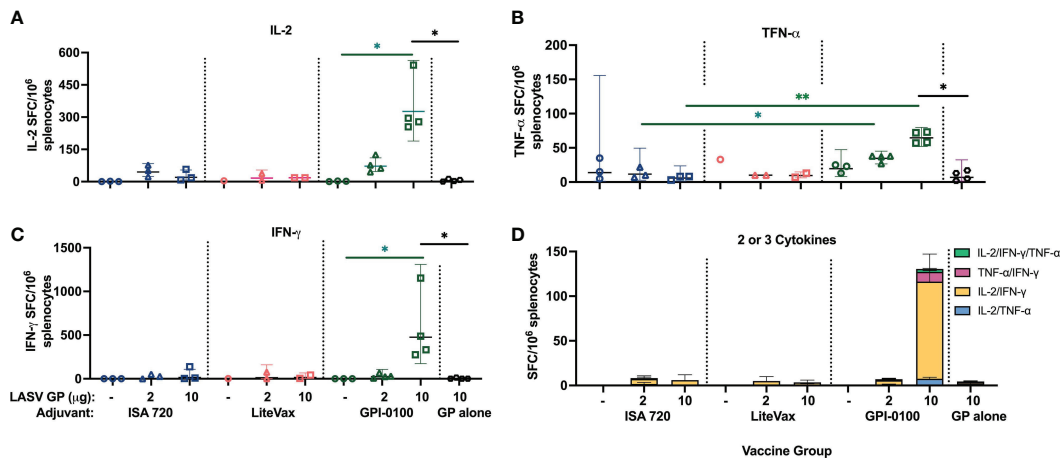 A
IL-2
IL-2 SFC/10⁶
splenocytes
600
450
300
150
0
*
*
B
TFN-α
TNF-α SFC/10⁶
splenocytes
200
150
100
50
0
**
*
*
C
IFN-γ
IFN-γ SFC/10⁶
splenocytes
1500
1000
500
0
*
*
LASV GP (μg) - 2 10 - 2 10 - 2 10 10
Adjuvant: ISA 720 LiteVax GPI-0100 GP alone
D
2 or 3 Cytokines
SFC/10⁶ splenocytes
150
100
50
0
IL-2/IFN-γ/TNF-α
TNF-α/IFN-γ
IL-2/IFN-γ
IL-2/TNF-α
- 2 10 - 2 10 - 2 10 10
ISA 720 LiteVax GPI-0100 GP alone
Vaccine Group